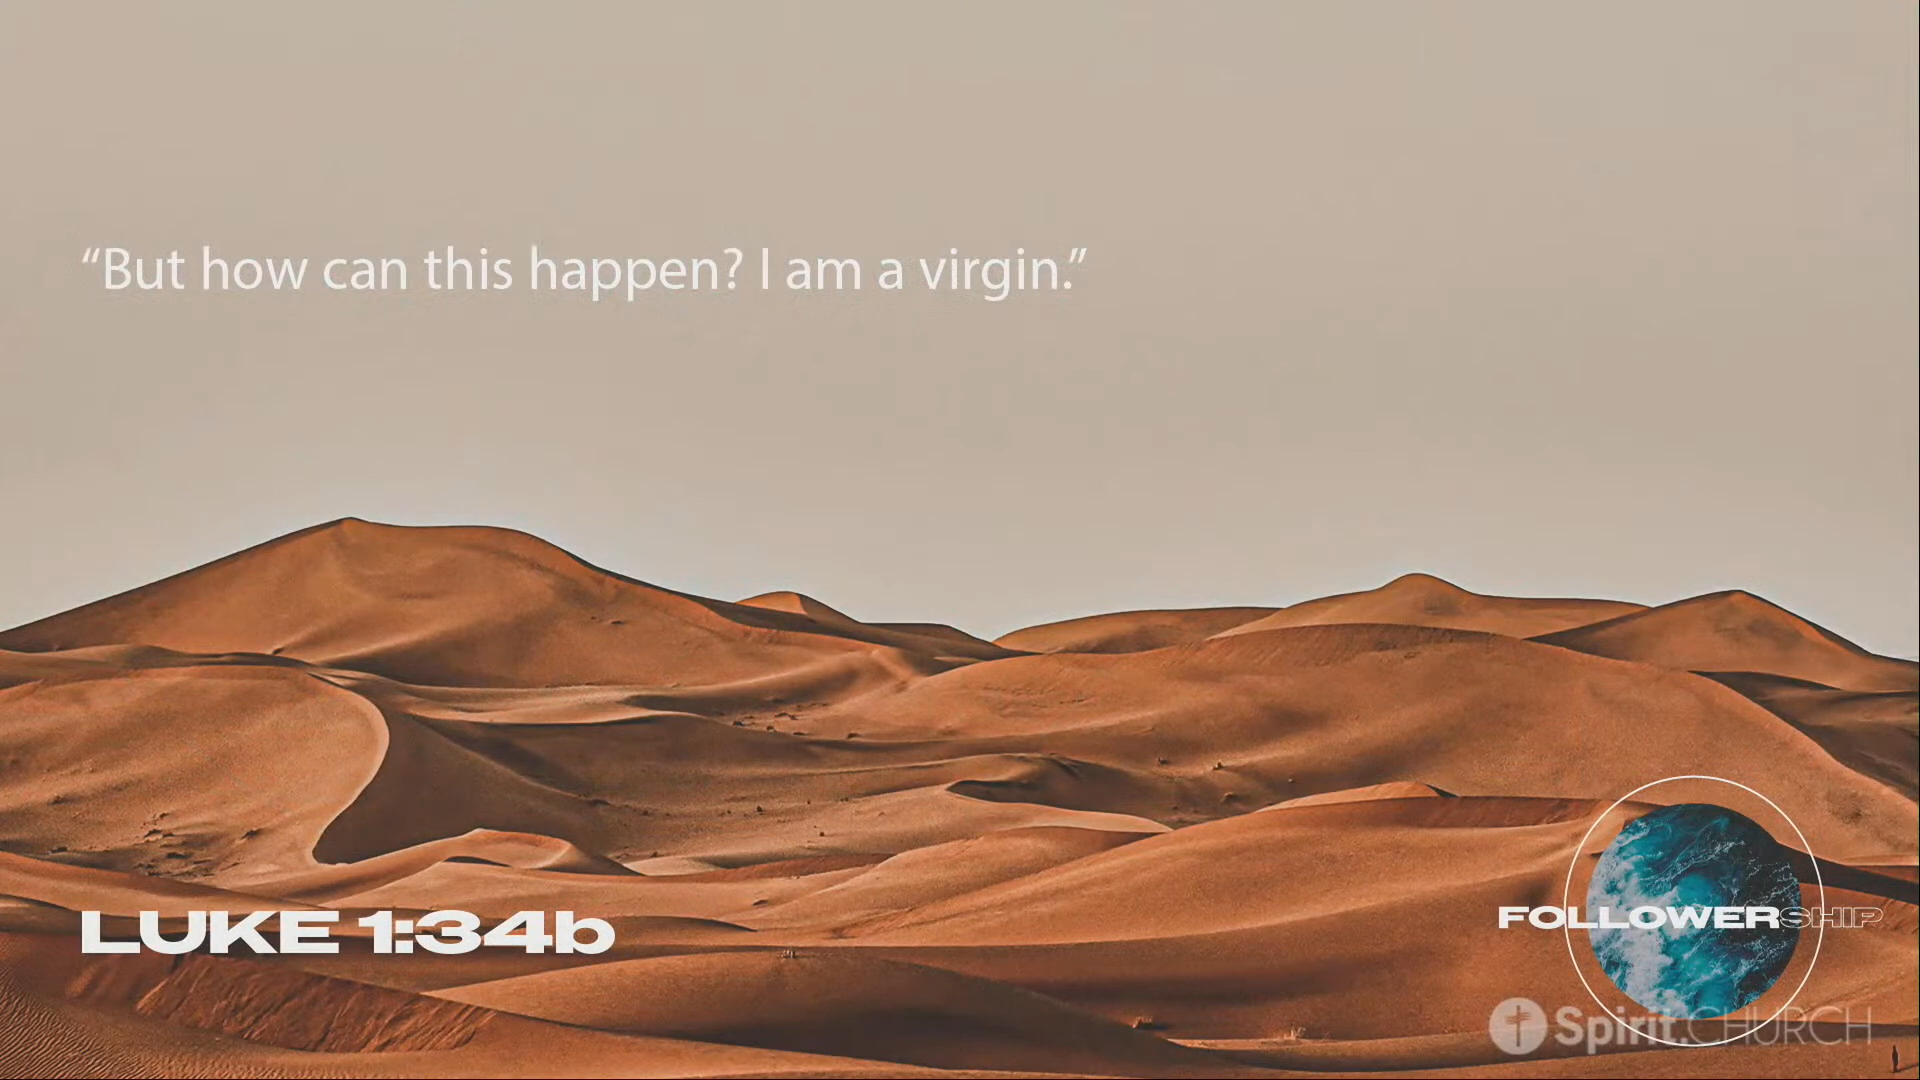 “But how can this happen? I am a virgin.”
LUKE 1:34b
FOLLOWERSHIP
Spirit.CHURCH